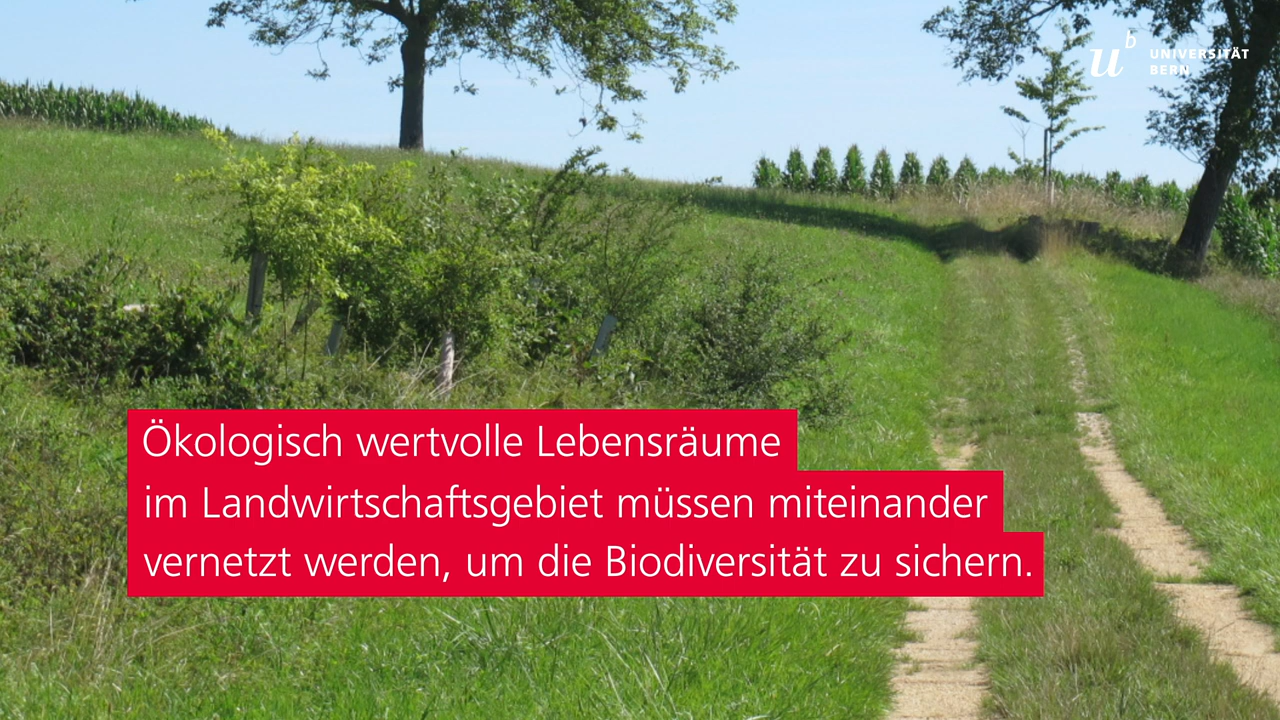 u^b
UNIVERSITÄT
BERN
Ökologisch wertvolle Lebensräume
im Landwirtschaftsgebiet müssen miteinander
vernetzt werden, um die Biodiversität zu sichern.